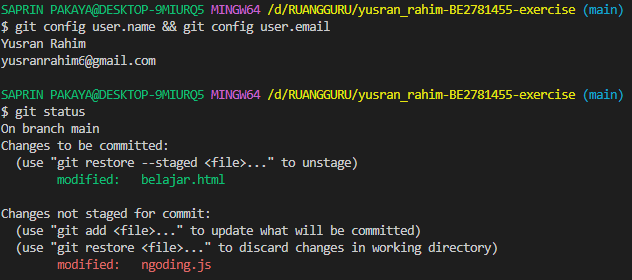 SAPRIN PAKAYA@DESKTOP-9MIURQ5 MINGW64 /d/RUANGGURU/yusran_rahim-BE2781455-exercise (main)
$ git config user.name && git config user.email
Yusran Rahim
yusranrahim6@gmail.com
SAPRIN PAKAYA@DESKTOP-9MIURQ5 MINGW64 /d/RUANGGURU/yusran_rahim-BE2781455-exercise (main)
$ git status
On branch main
Changes to be committed:
  (use "git restore --staged <file>..." to unstage)
        modified:   belajar.html
Changes not staged for commit:
  (use "git add <file>..." to update what will be committed)
  (use "git restore <file>..." to discard changes in working directory)
        modified:   ngoding.js